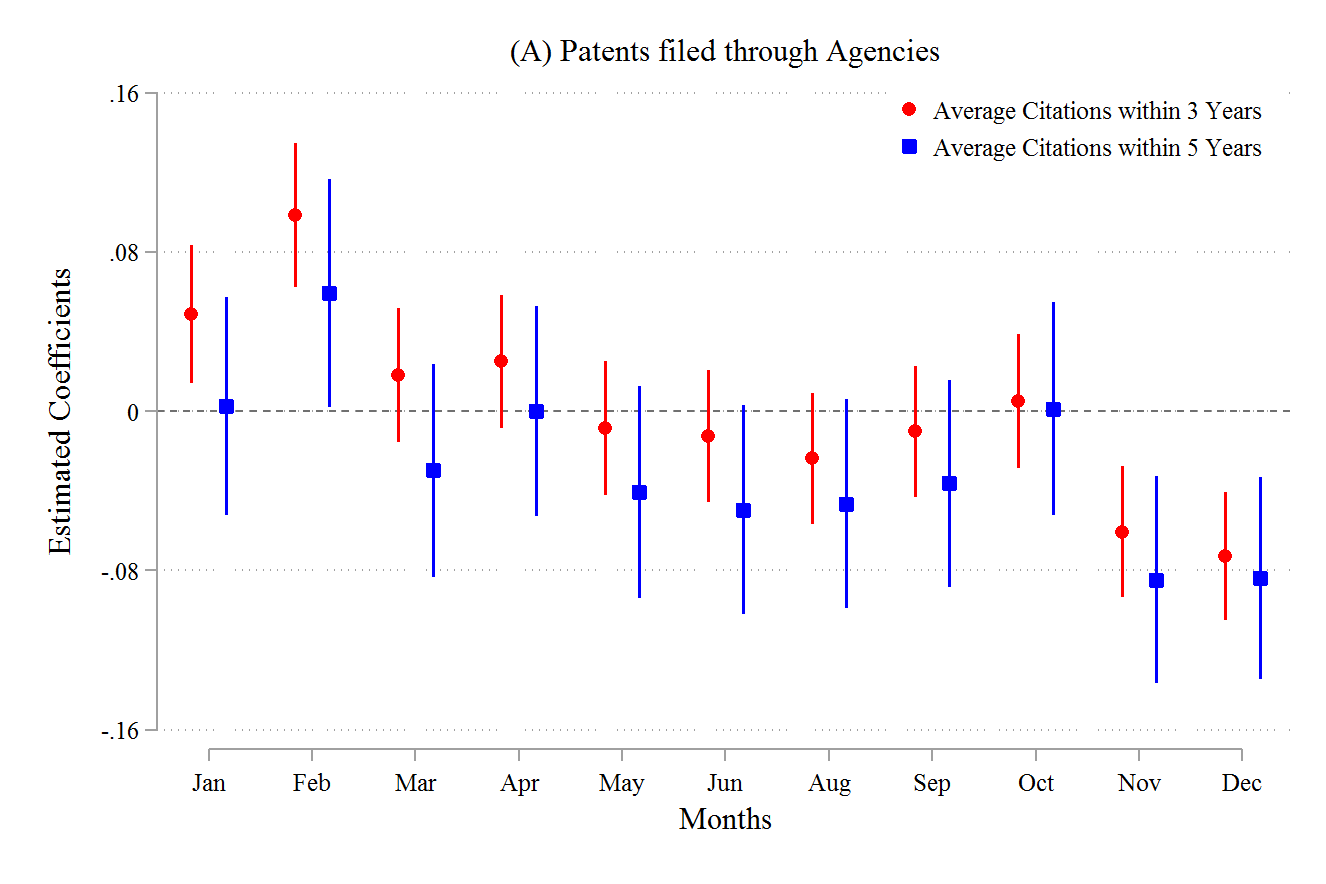 (A) Patents filed through Agencies
Average Citations within 3 Years
Average Citations within 5 Years
.16
.08
0
-.08
-.16
Estimated Coefficients
Jan Feb Mar Apr May Jun Aug Sep Oct Nov Dec
Months